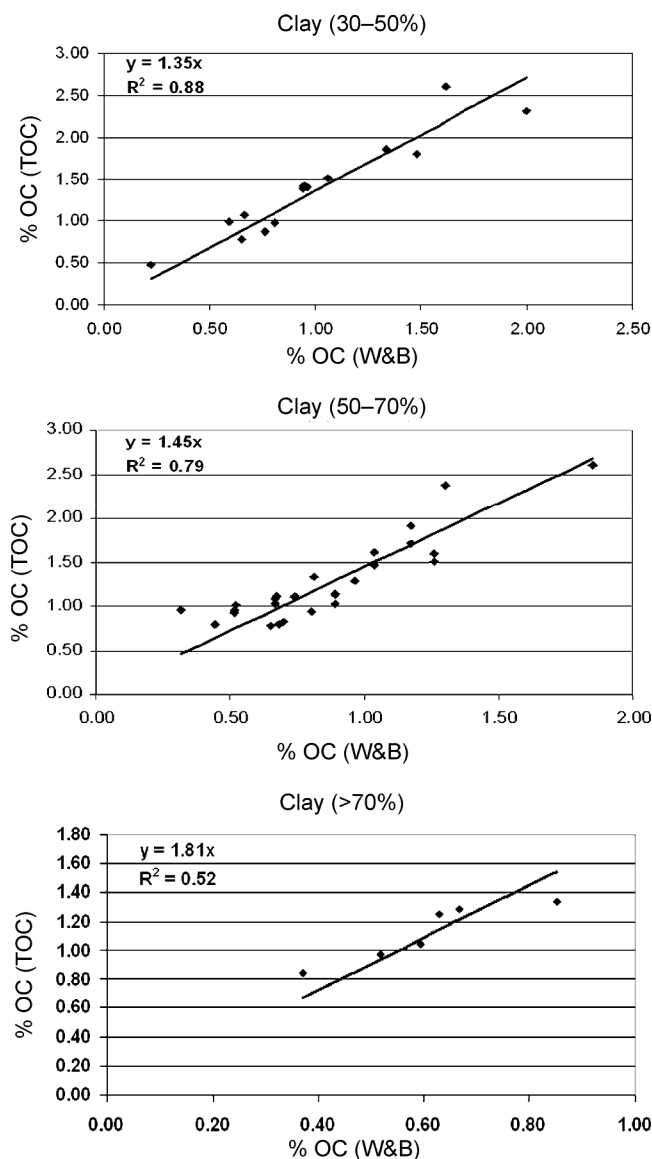 Clay (30–50%)
y = 1.35x
R² = 0.88
3.00
2.50
2.00
1.50
1.00
0.50
0.00
% OC (TOC)
0.00 0.50 1.00 1.50 2.00 2.50
% OC (W&B)
Clay (50–70%)
y = 1.45x
R² = 0.79
3.00
2.50
2.00
1.50
1.00
0.50
0.00
% OC (TOC)
0.00 0.50 1.00 1.50 2.00
% OC (W&B)
Clay (>70%)
y = 1.81x
R² = 0.52
1.80
1.60
1.40
1.20
1.00
0.80
0.60
0.40
0.20
0.00
% OC (TOC)
0.00 0.20 0.40 0.60 0.80 1.00
% OC (W&B)